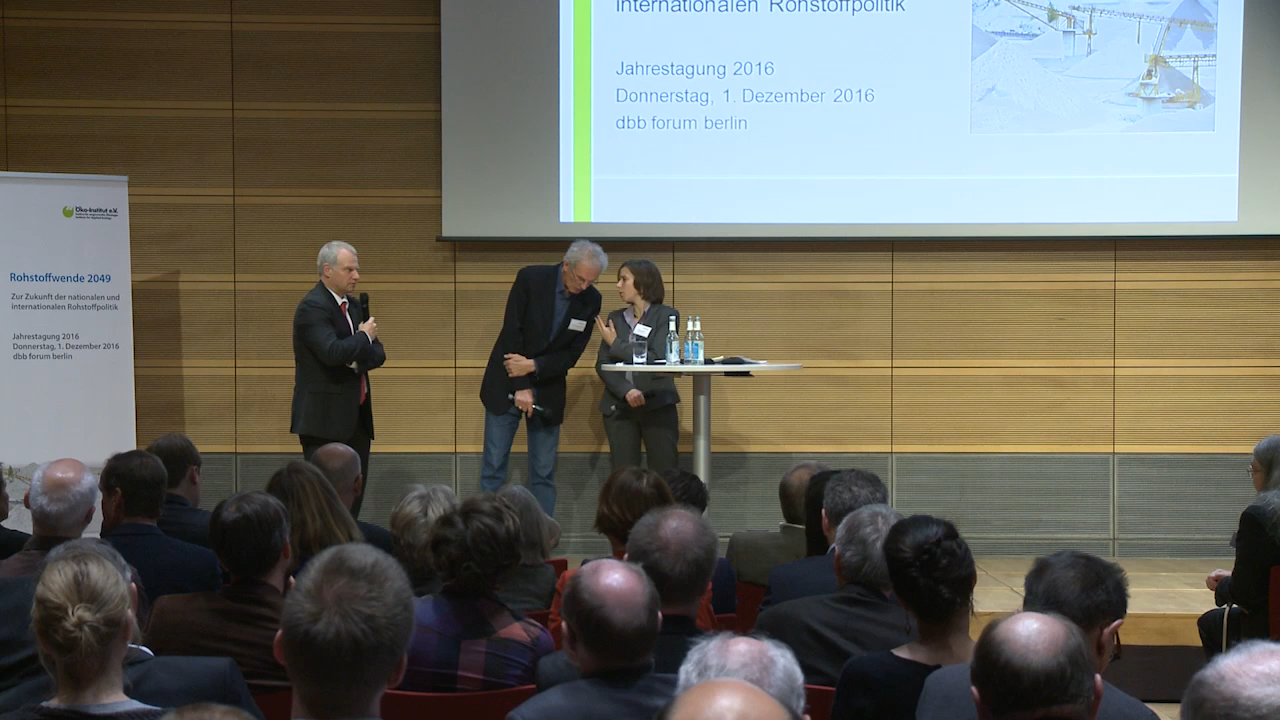 internationalen Rohstoffpolitik
Jahrestagung 2016
Donnerstag, 1. Dezember 2016
dbb forum berlin
Öko-Institut e.V.
Rohstoffwende 2049
Zur Zukunft der nationalen und
internationalen Rohstoffpolitik
Jahrestagung 2016
Donnerstag, 1. Dezember 2016
dbb forum berlin